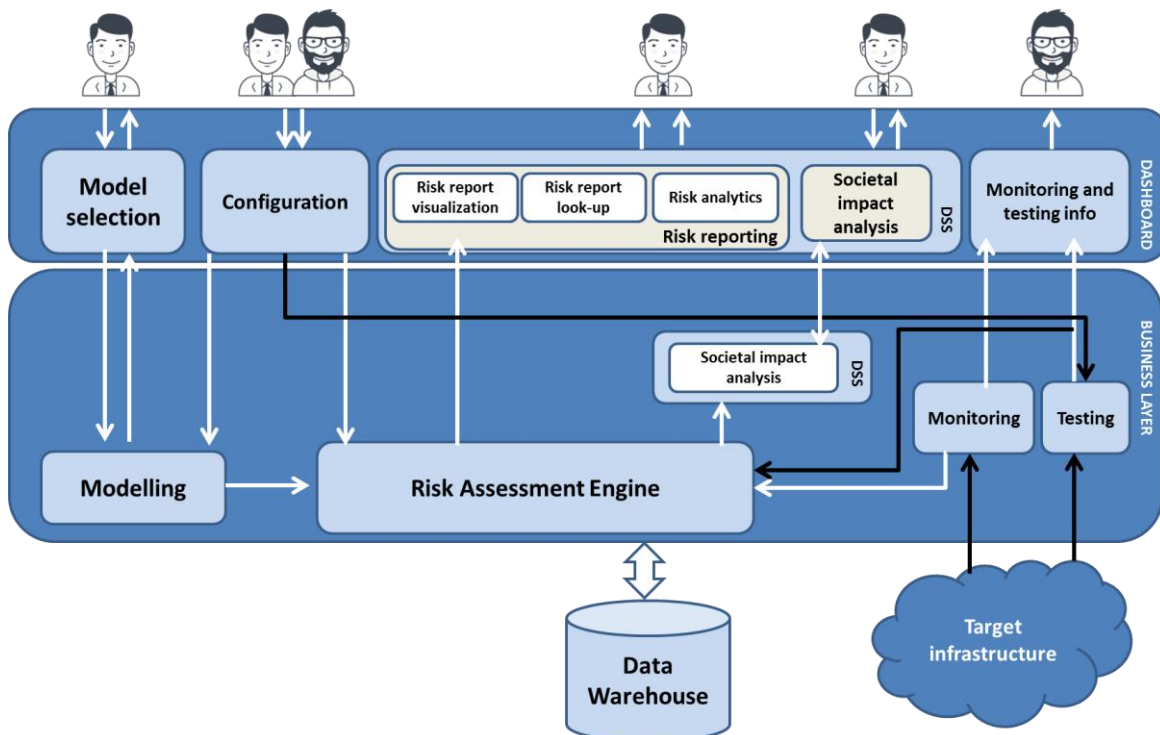 Model
selection
Configuration
Risk report
visualization
Risk report
look-up
Risk analytics
Risk reporting
Societal
impact
analysis
DSS
Monitoring and
testing info
DASHBOARD
Societal impact
analysis
DSS
Monitoring
Testing
BUSINESS LAYER
Modelling
Risk Assessment Engine
Data
Warehouse
Target
infrastructure